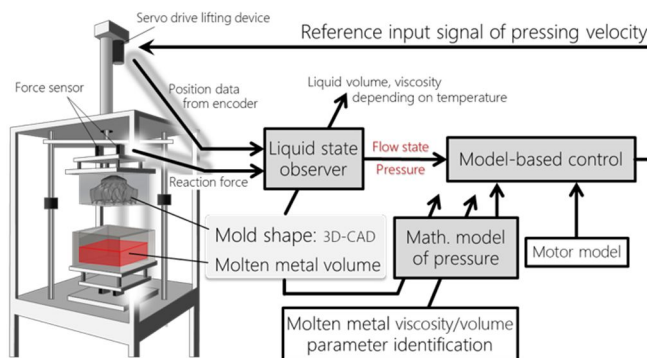 Servo drive lifting device
Reference input signal of pressing velocity
Force sensor
Position data
from encoder
Liquid volume, viscosity
depending on temperature
Liquid state
observer
Flow state
Pressure
Model-based control
Reaction force
Mold shape: 3D-CAD
Molten metal volume
Math. model
of pressure
Motor model
Molten metal viscosity/volume
parameter identification